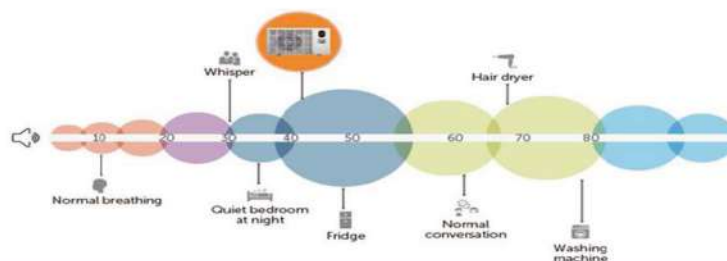 Whisper
Hair dryer
10 20 30 40 50 60 70 80
Normal breathing
Quiet bedroom
at night
Fridge
Normal
conversation
Washing
machine